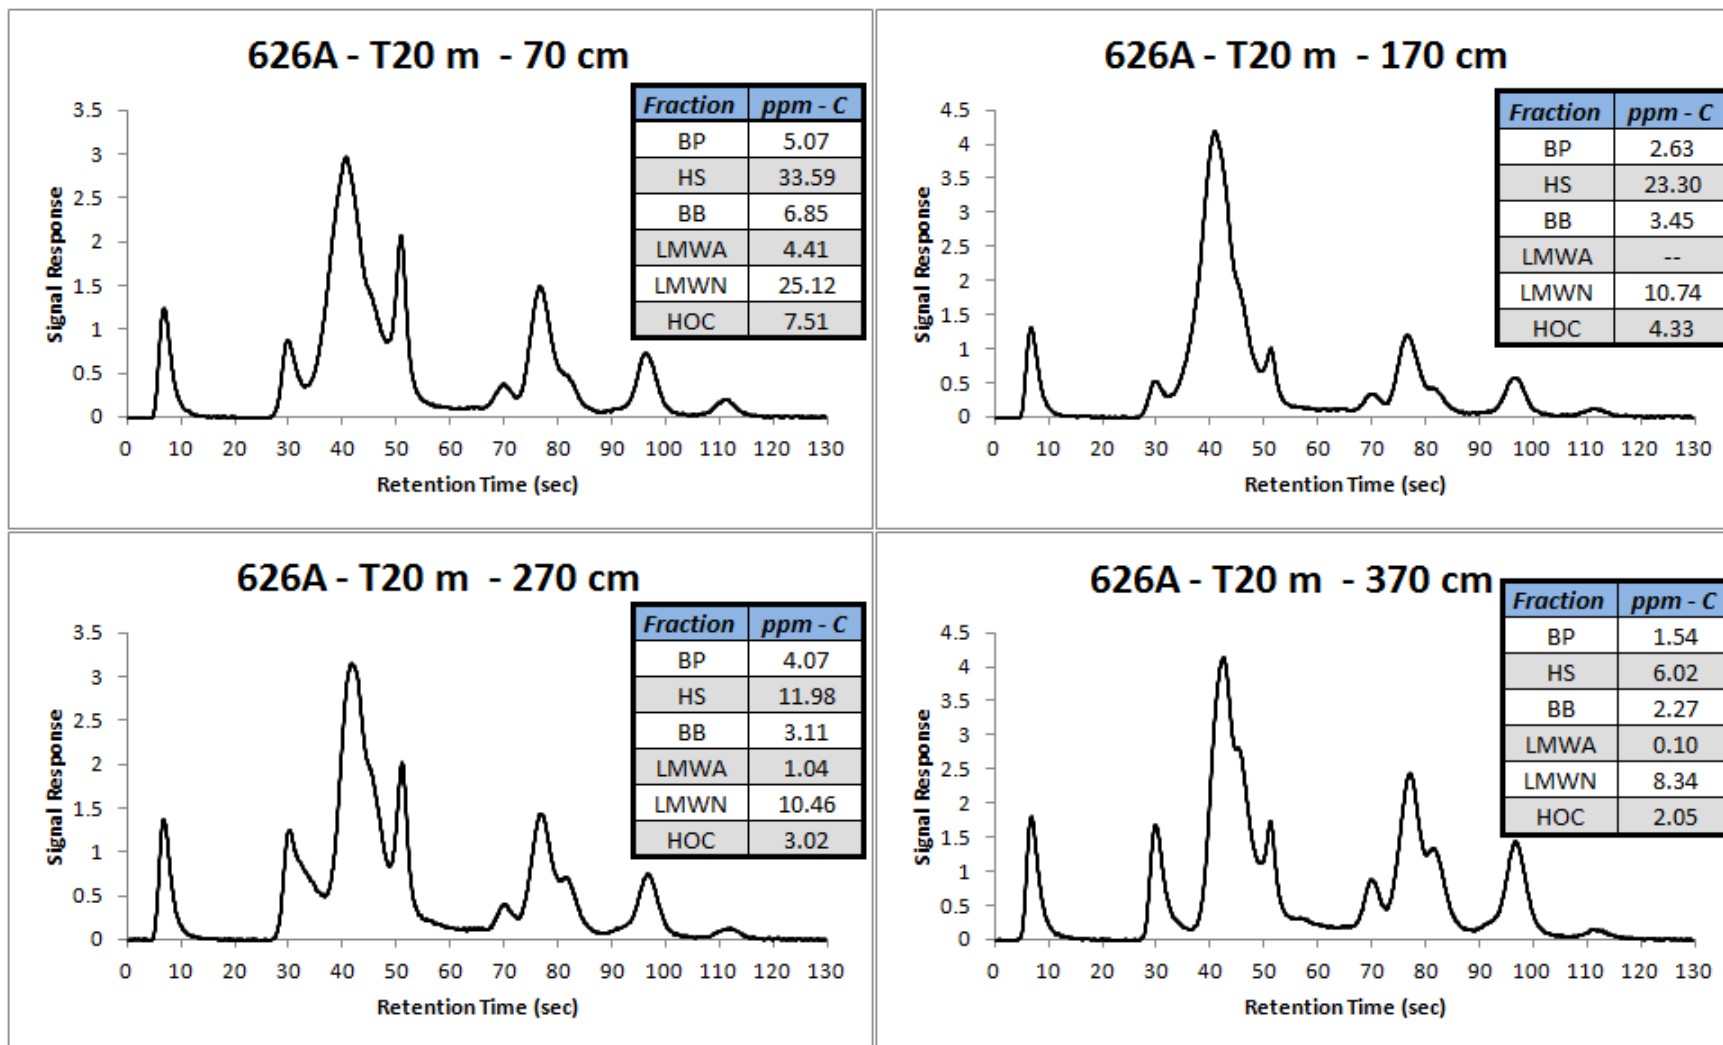 626A - T20 m - 70 cm
Fraction ppm - C
BP 5.07
HS 33.59
BB 6.85
LMWA 4.41
LMWN 25.12
HOC 7.51
3.5
3
2.5
2
1.5
1
0.5
0
Signal Response
0 10 20 30 40 50 60 70 80 90 100 110 120 130
Retention Time (sec)
626A - T20 m - 170 cm
Fraction ppm - C
BP 2.63
HS 23.30
BB 3.45
LMWA --
LMWN 10.74
HOC 4.33
4.5
4
3.5
3
2.5
2
1.5
1
0.5
0
Signal Response
0 10 20 30 40 50 60 70 80 90 100 110 120 130
Retention Time (sec)
626A - T20 m - 270 cm
Fraction ppm - C
BP 4.07
HS 11.98
BB 3.11
LMWA 1.04
LMWN 10.46
HOC 3.02
3.5
3
2.5
2
1.5
1
0.5
0
Signal Response
0 10 20 30 40 50 60 70 80 90 100 110 120 130
Retention Time (sec)
626A - T20 m - 370 cm
Fraction ppm - C
BP 1.54
HS 6.02
BB 2.27
LMWA 0.10
LMWN 8.34
HOC 2.05
4.5
4
3.5
3
2.5
2
1.5
1
0.5
0
Signal Response
0 10 20 30 40 50 60 70 80 90 100 110 120 130
Retention Time (sec)